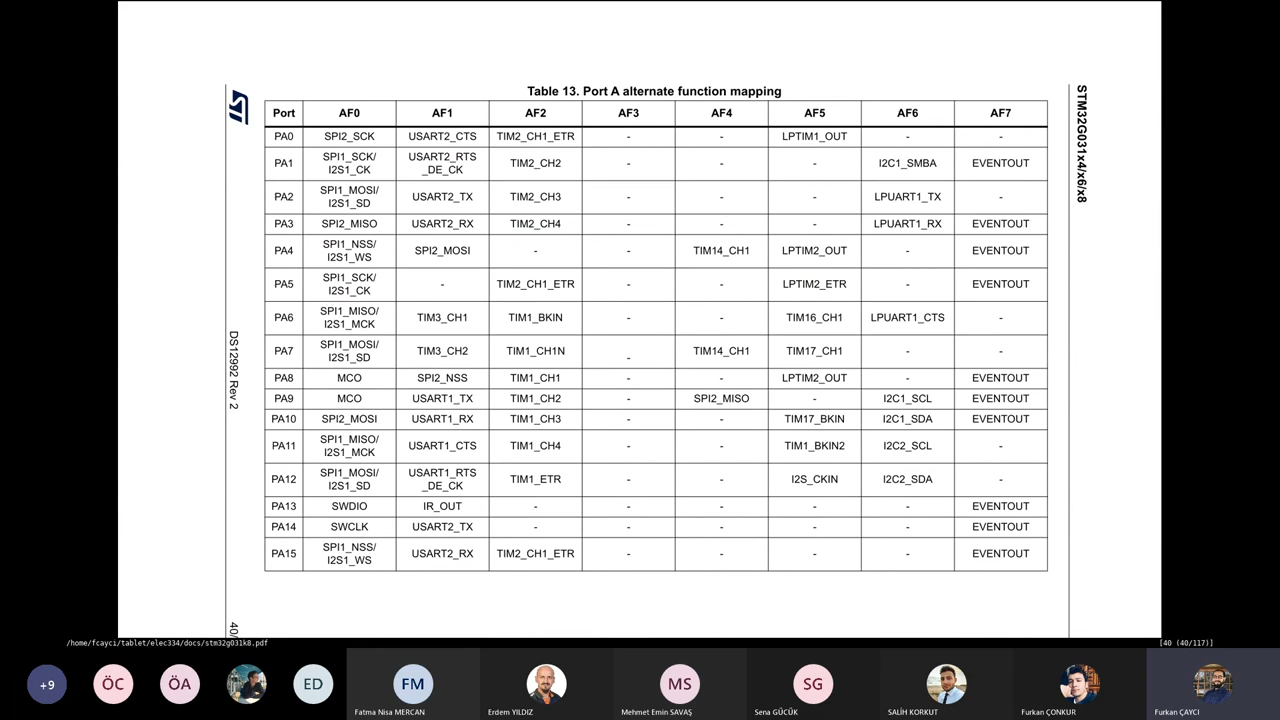 Table 13. Port A alternate function mapping
Port AF0 AF1 AF2 AF3 AF4 AF5 AF6 AF7
PA0 SPI2_SCK USART2_CTS TIM2_CH1_ETR - - LPTIM1_OUT - -
PA1 SPI1_SCK/ I2S1_CK USART2_RTS _DE_CK TIM2_CH2 - - - I2C1_SMBA EVENTOUT
PA2 SPI1_MOSI/ I2S1_SD USART2_TX TIM2_CH3 - - - LPUART1_TX -
PA3 SPI2_MISO USART2_RX TIM2_CH4 - - - LPUART1_RX EVENTOUT
PA4 SPI1_NSS/ I2S1_WS SPI2_MOSI - - TIM14_CH1 LPTIM2_OUT - EVENTOUT
PA5 SPI1_SCK/ I2S1_CK - TIM2_CH1_ETR - - LPTIM2_ETR - EVENTOUT
PA6 SPI1_MISO/ I2S1_MCK TIM3_CH1 TIM1_BKIN - - TIM16_CH1 LPUART1_CTS -
PA7 SPI1_MOSI/ I2S1_SD TIM3_CH2 TIM1_CH1N - TIM14_CH1 TIM17_CH1 - -
PA8 MCO SPI2_NSS TIM1_CH1 - - LPTIM2_OUT - EVENTOUT
PA9 MCO USART1_TX TIM1_CH2 - SPI2_MISO - I2C1_SCL EVENTOUT
PA10 SPI2_MOSI USART1_RX TIM1_CH3 - - TIM17_BKIN I2C1_SDA EVENTOUT
PA11 SPI1_MISO/ I2S1_MCK USART1_CTS TIM1_CH4 - - TIM1_BKIN2 I2C2_SCL -
PA12 SPI1_MOSI/ I2S1_SD USART1_RTS _DE_CK TIM1_ETR - - I2S_CKIN I2C2_SDA -
PA13 SWDIO IR_OUT - - - - - EVENTOUT
PA14 SWCLK USART2_TX - - - - - EVENTOUT
PA15 SPI1_NSS/ I2S1_WS USART2_RX TIM2_CH1_ETR - - - - EVENTOUT
ST
DS12992 Rev 2
40/
STM32G031x4/x6/x8
/home/fcayci/tablet/elec334/docs/stm32g031k8.pdf
[40 (40/117)]
+9
ÖC
ÖA
ED
FM
MS
SG
Fatma Nisa MERCAN
Erdem YILDIZ
Mehmet Emin SAVAŞ
Sena GÜCÜK
SALİH KORKUT
Furkan ÇONKUR
Furkan ÇAYCI